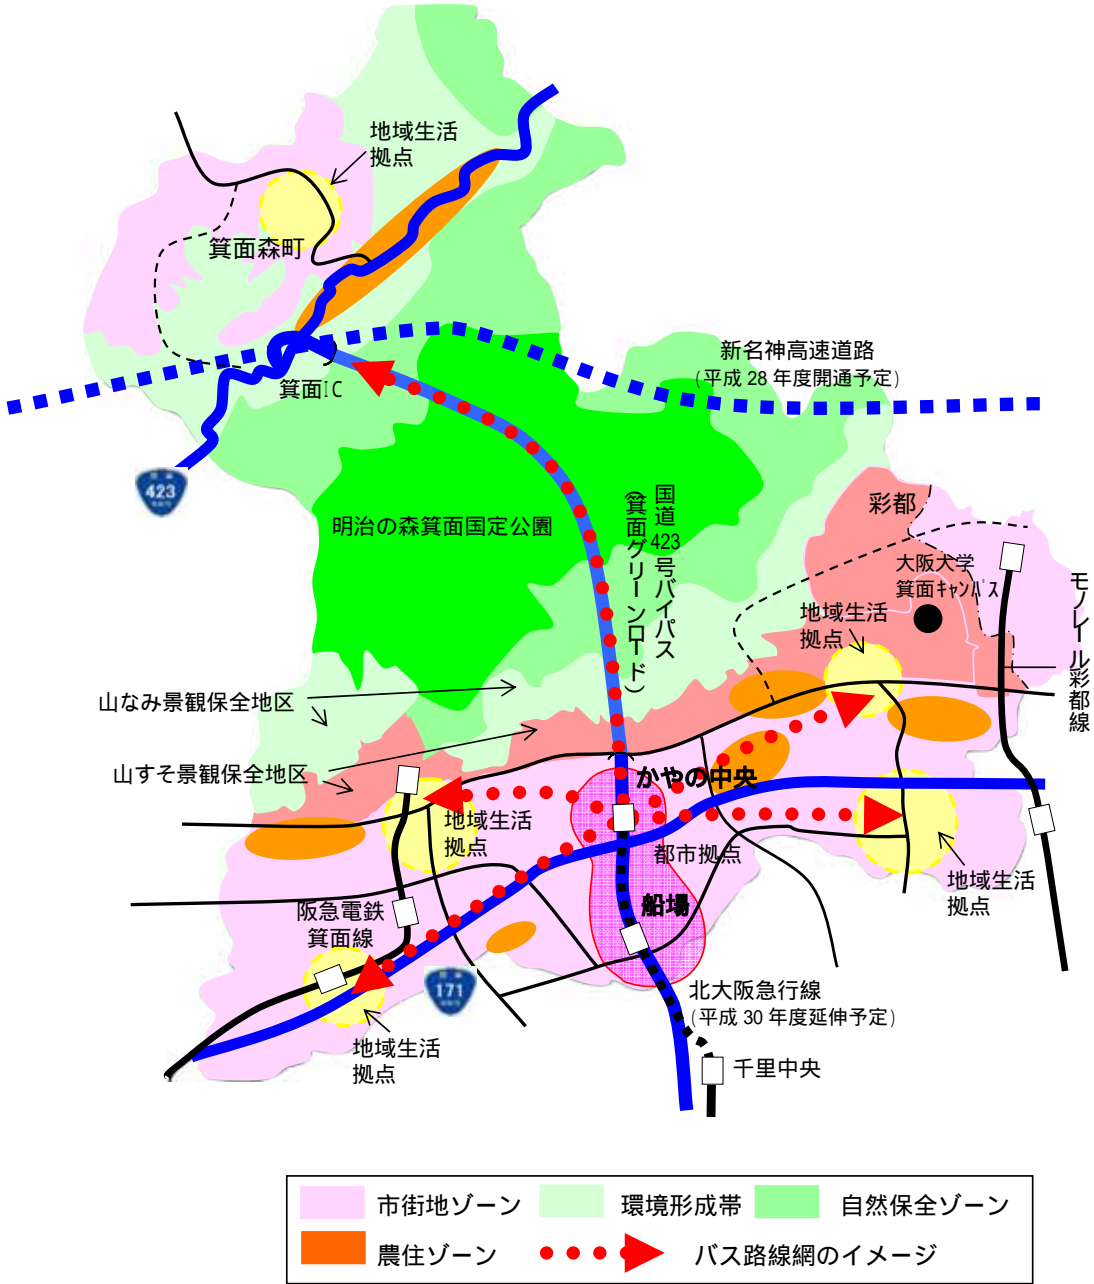 地域生活
拠点
箕面森町
新名神高速道路
(平成 28 年度開通予定)
箕面IC
423
明治の森箕面国定公園
国道423号バイパス
(箕面グリーンロード)
彩都
大阪大学
箕面ｷｬﾝﾊﾟｽ
地域生活
拠点
モノレール彩都線
山なみ景観保全地区
山すそ景観保全地区
かやの中央
地域生活
拠点
都市拠点
地域生活
拠点
船場
阪急電鉄
箕面線
171
北大阪急行線
(平成 30 年度延伸予定)
地域生活
拠点
千里中央
市街地ゾーン
環境形成帯
自然保全ゾーン
農住ゾーン
バス路線網のイメージ